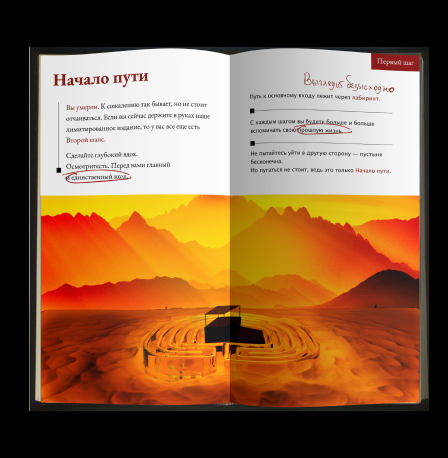 Начало пути
Вы умерли. К сожалению так бывает, но не стоит
отчаиваться. Если вы сейчас держите в руках наше
лимитированное издание, то у вас все еще есть
Второй шанс.
Сделайте глубокий вдох.
Осмотритесь. Перед вами главный
и единственный вход.
Первый шаг
Выглядит безысходно
Путь к основному входу лежит через лабиринт.
С каждым шагом вы будете больше и больше
вспоминать свою прошлую жизнь.
Не пытайтесь уйти в другую сторону — пустыня
бесконечна.
Но пугаться не стоит, ведь это только Начало пути.